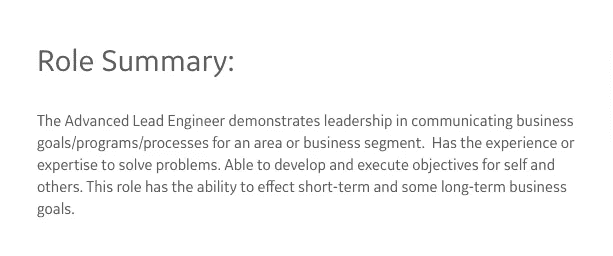 Role Summary:
The Advanced Lead Engineer demonstrates leadership in communicating business
goals/programs/processes for an area or business segment.  Has the experience or
expertise to solve problems. Able to develop and execute objectives for self and
others. This role has the ability to effect short-term and some long-term business
goals.